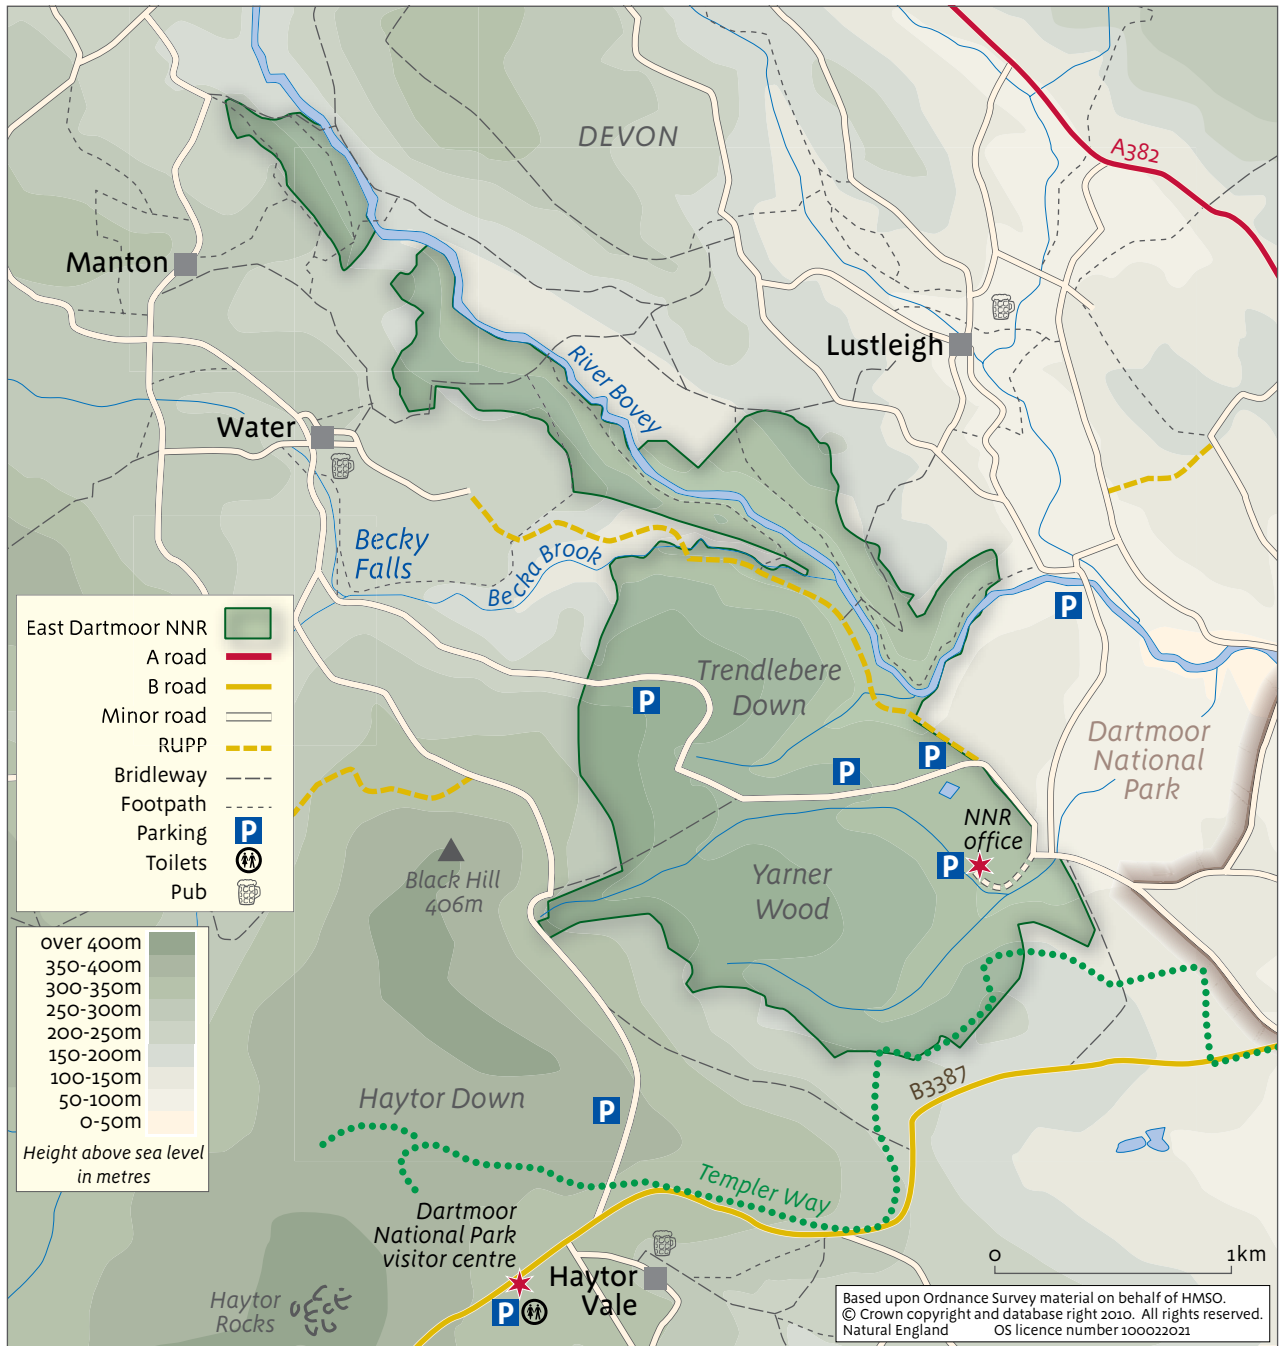 DEVON
A382
Manton
Lustleigh
River Bovey
Water
Becky
Falls
Becka Brook
East Dartmoor NNR
A road
B road
Minor road
RUPP
Bridleway
Footpath
Parking
P
Toilets
Pub
P
P
P
P
P
Trendlebere
Down
Dartmoor
National
Park
NNR
office
Yarner
Wood
Black Hill
406m
over 400m
350-400m
300-350m
250-300m
200-250m
150-200m
100-150m
50-100m
0-50m
Height above sea level
in metres
Haytor Down
P
B3387
Templer Way
Dartmoor
National Park
visitor centre
P
Haytor
Vale
Haytor
Rocks
0 1km
Based upon Ordnance Survey material on behalf of HMSO.
© Crown copyright and database right 2010. All rights reserved.
Natural England OS licence number 100022021